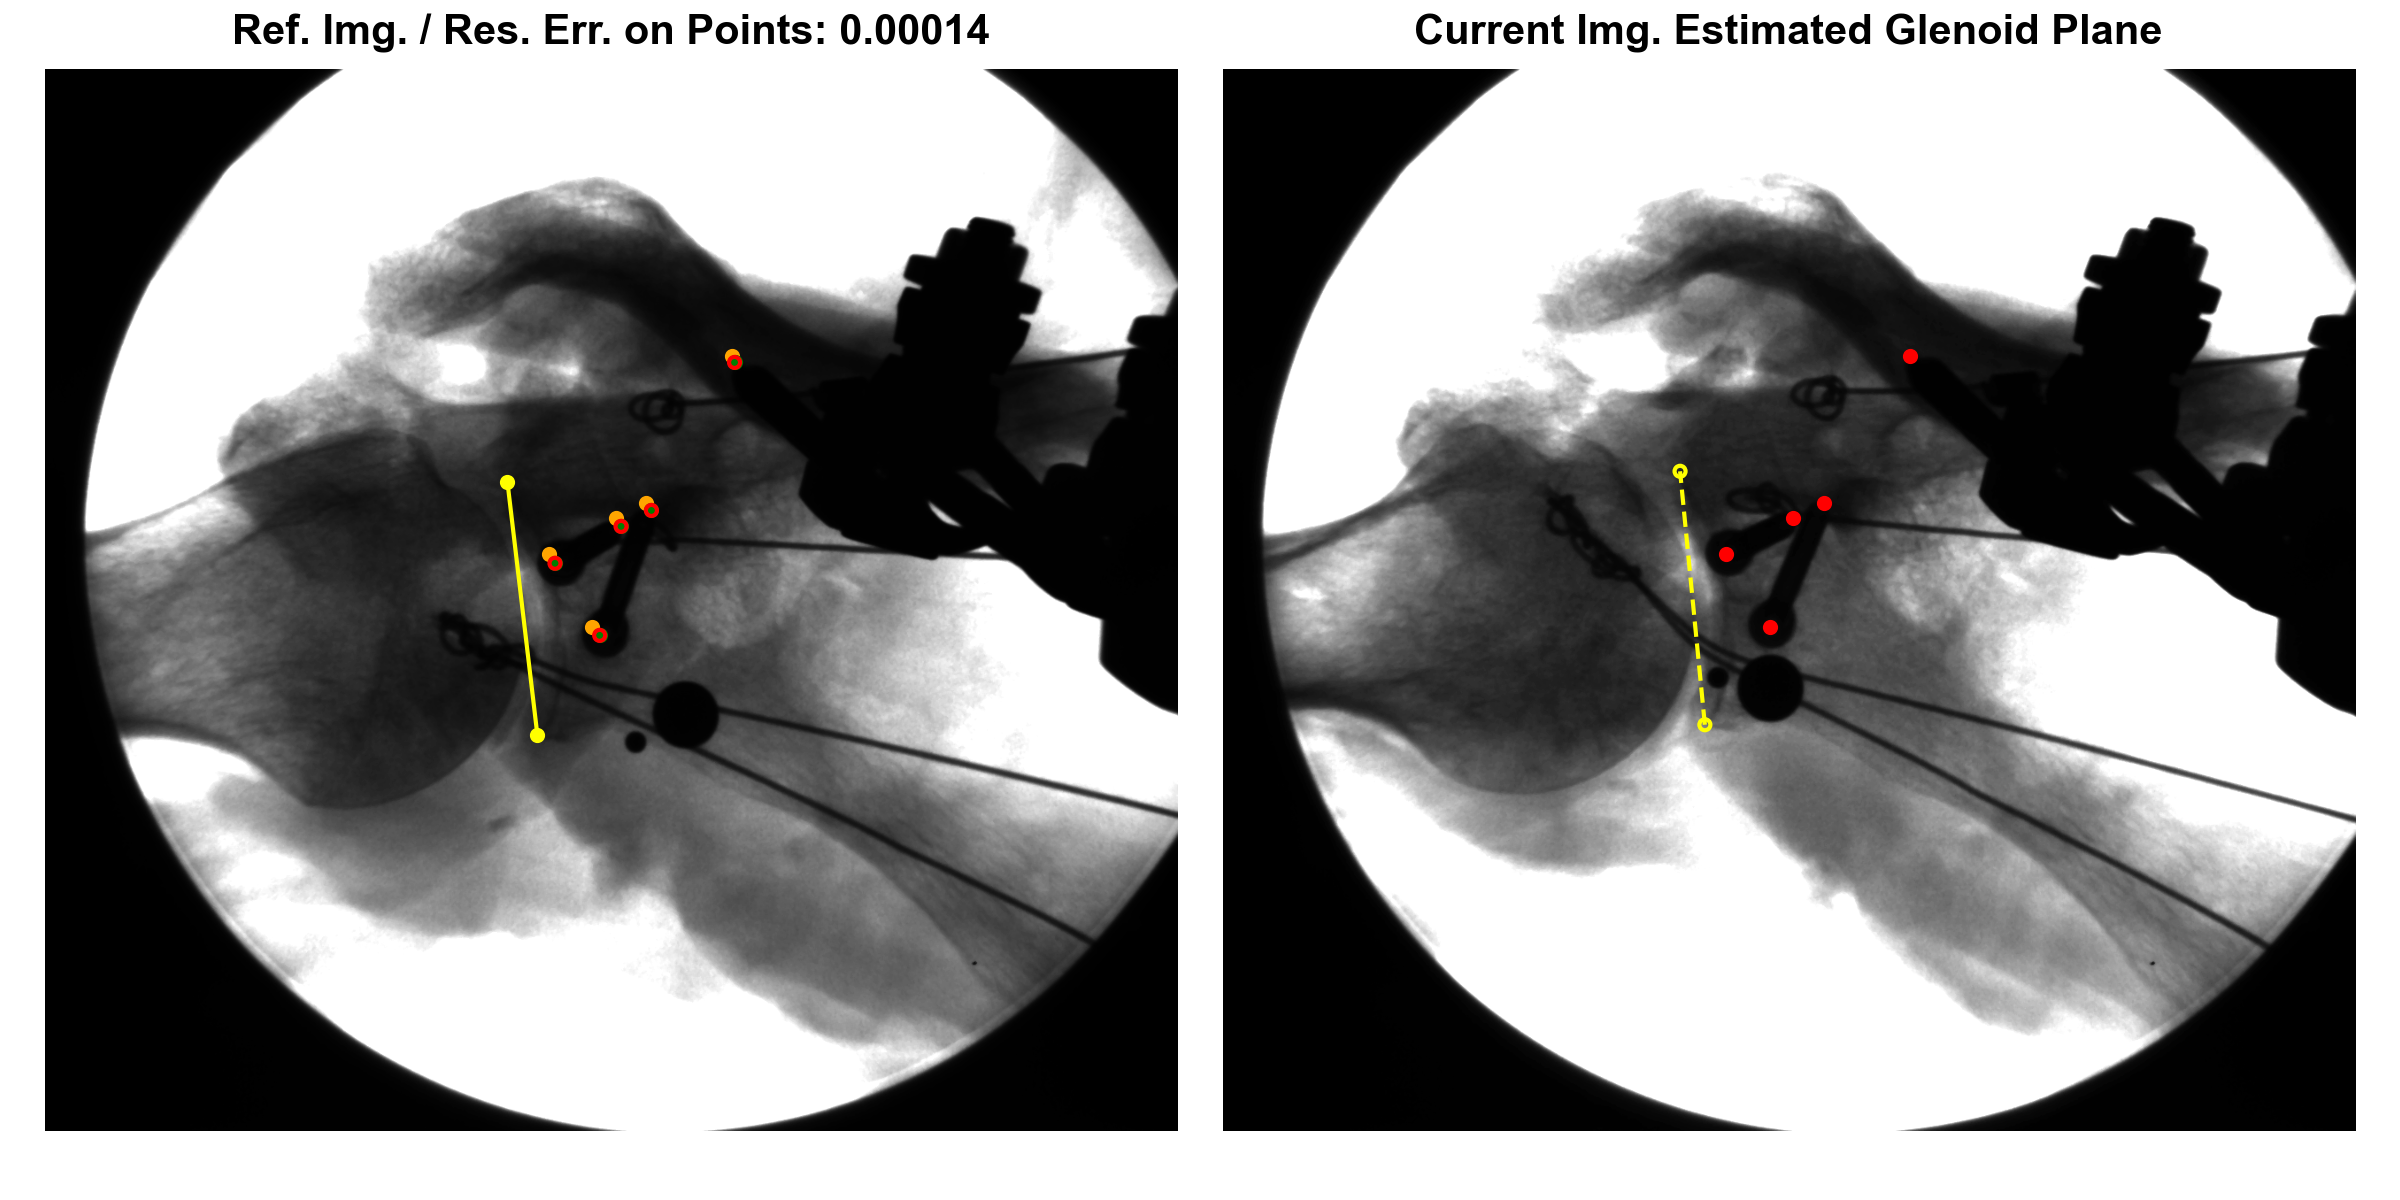 Ref. Img. / Res. Err. on Points: 0.00014
Current Img. Estimated Glenoid Plane